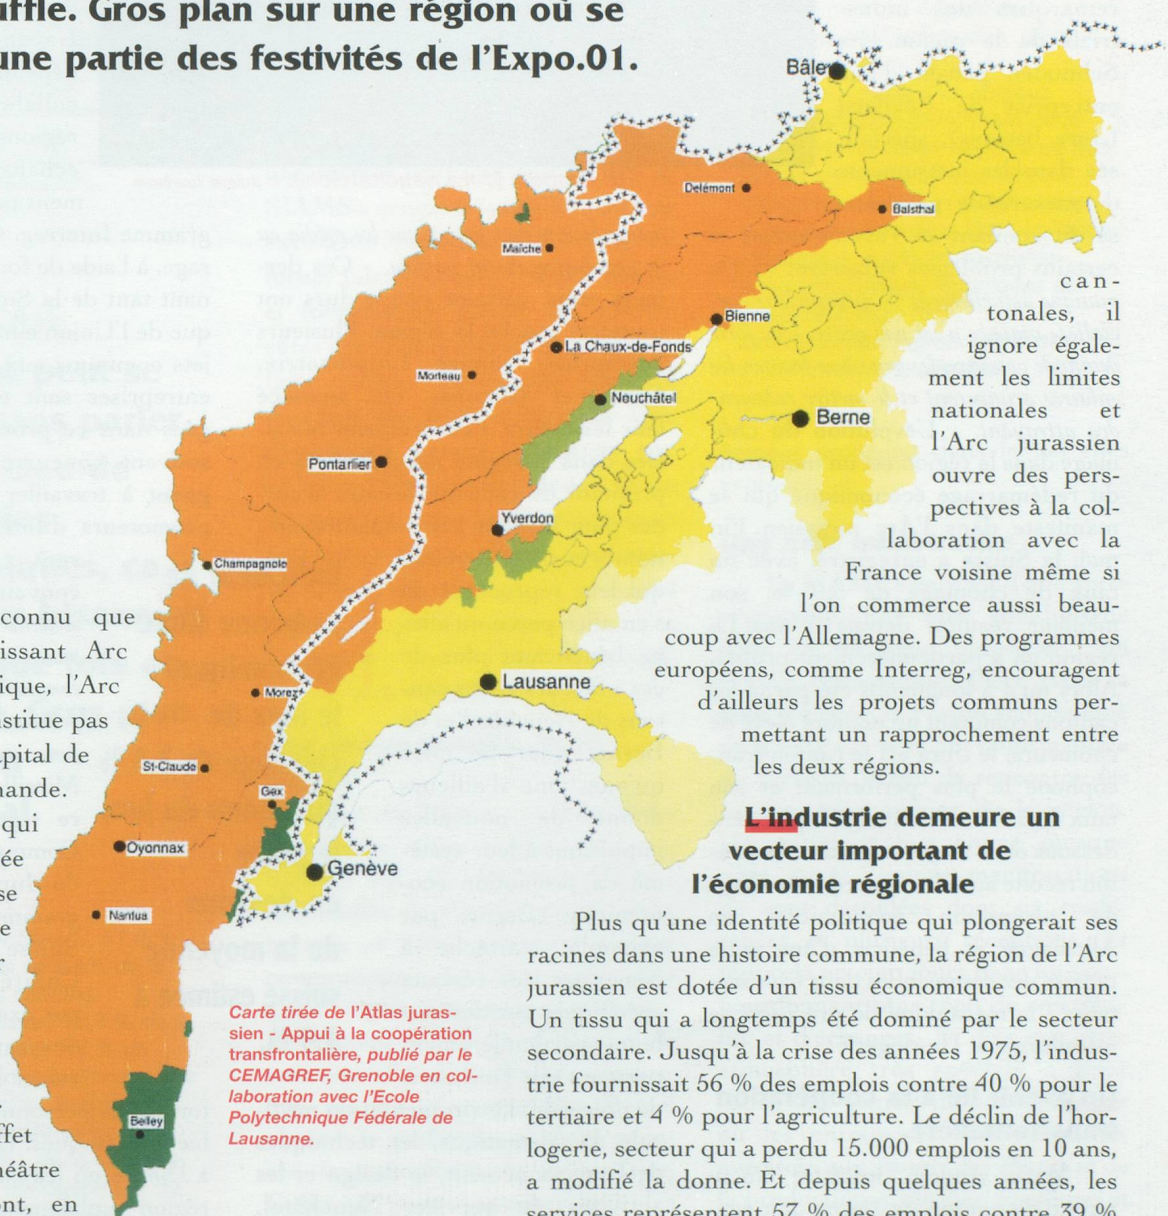 uffle. Gros plan sur une région où se
une partie des festivités de l'Expo.01.
Bâle
Delémont
Balsthal
Maîche
Bienne
La Chaux-de-Fonds
Morteau
Neuchâtel
Berne
Pontarlier
Yverdon
Champagnole
Lausanne
Morez
St-Claude
Gex
Oyonnax
Genève
Nantua
Belley
connu que
issant Arc
ique, l'Arc
stitue pas
pital de
nande.
qui
ée
se
e
ffet
néâtre
ont, en
Carte tirée de l'Atlas juras-
sien - Appui à la coopération
transfrontalière, publié par le
CEMAGREF, Grenoble en col-
laboration avec l'Ecole
Polytechnique Fédérale de
Lausanne.
can-
tonales, il
ignore égale-
ment les limites
nationales et
l'Arc jurassien
ouvre des pers-
pectives à la col-
laboration avec la
France voisine même si
l'on commerce aussi beau-
coup avec l'Allemagne. Des programmes
européens, comme Interreg, encouragent
d'ailleurs les projets communs per-
mettant un rapprochement entre
les deux régions.
L'industrie demeure un
vecteur important de
l'économie régionale
Plus qu'une identité politique qui plongerait ses
racines dans une histoire commune, la région de l'Arc
jurassien est dotée d'un tissu économique commun.
Un tissu qui a longtemps été dominé par le secteur
secondaire. Jusqu'à la crise des années 1975, l'indus-
trie fournissait 56 % des emplois contre 40 % pour le
tertiaire et 4 % pour l'agriculture. Le déclin de l'hor-
logerie, secteur qui a perdu 15.000 emplois en 10 ans,
a modifié la donne. Et depuis quelques années, les
services représentent 57 % des emplois contre 39 %